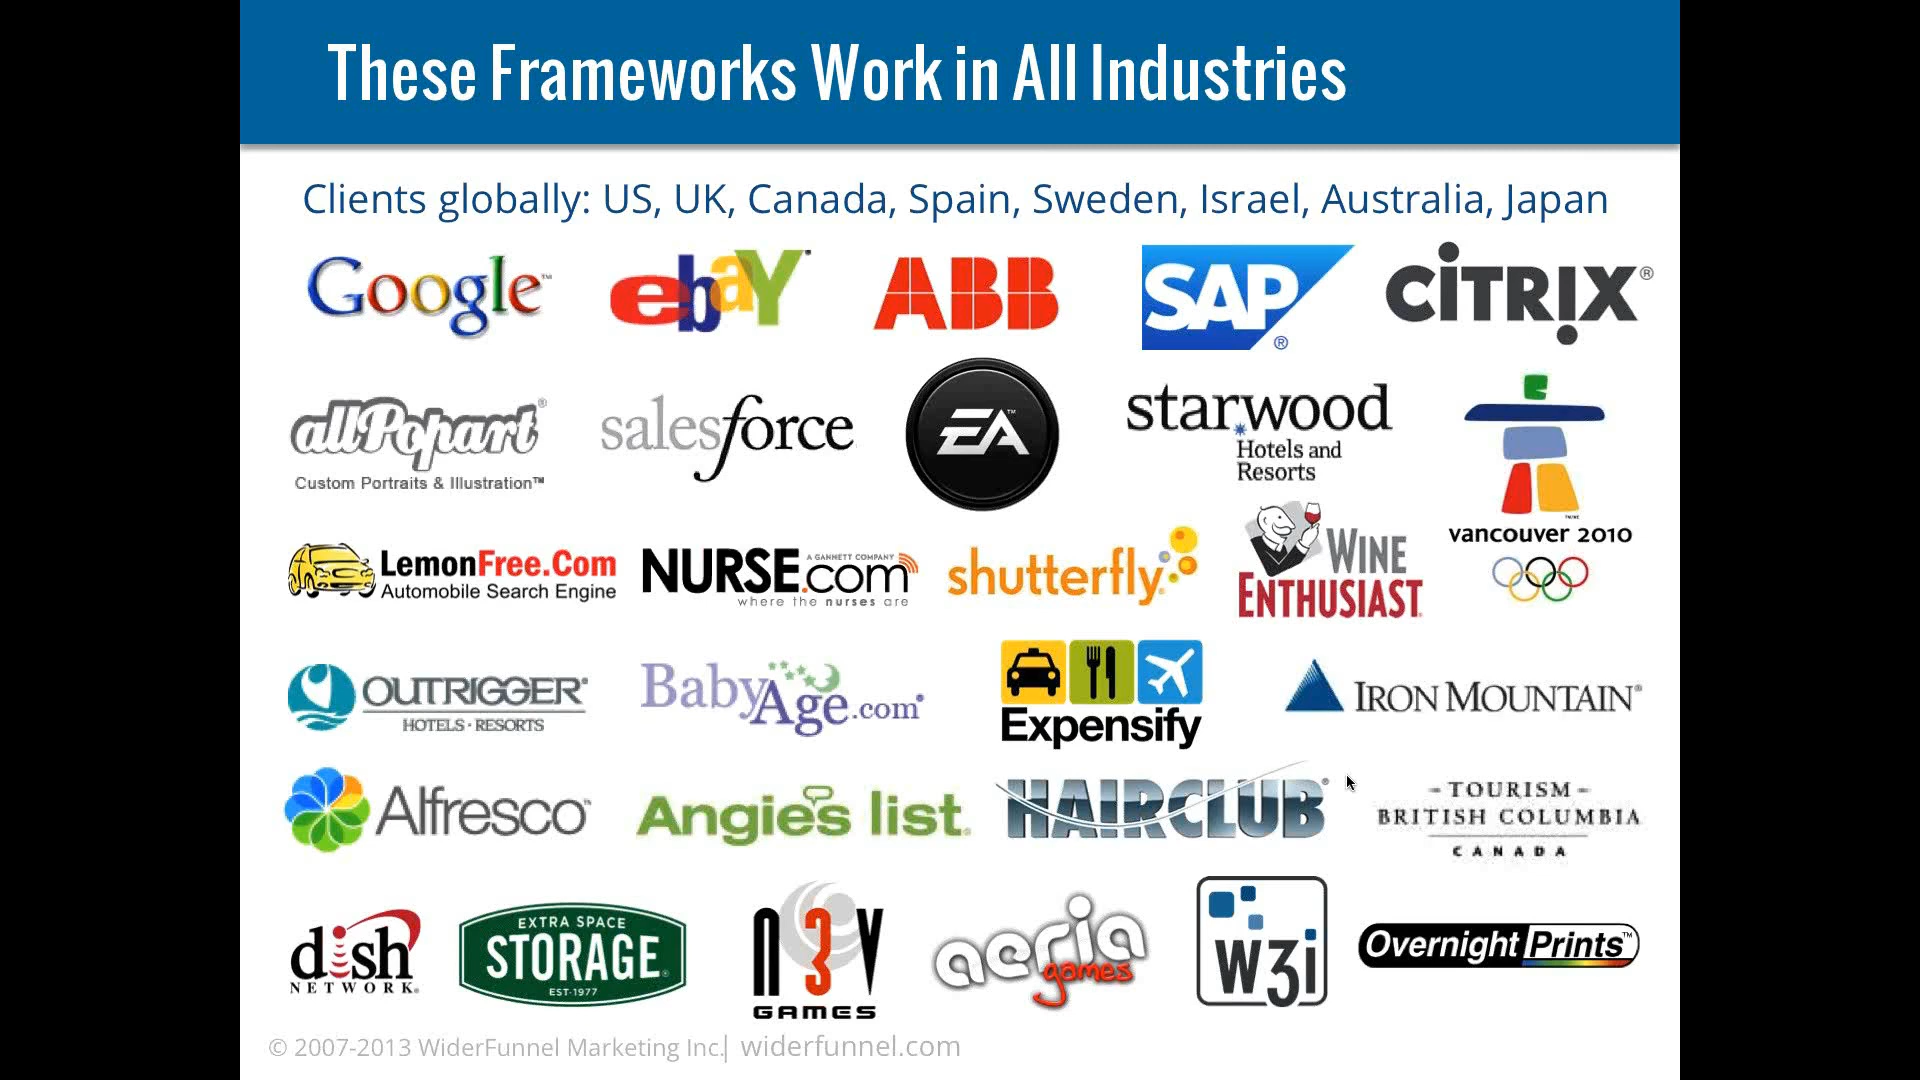 These Frameworks Work in All Industries
Clients globally: US, UK, Canada, Spain, Sweden, Israel, Australia, Japan
Google™
ebaY
ABB
SAP®
CiTRIX®
allPopart®
Custom Portraits & Illustration™
salesforce
EA™
starwood
Hotels and
Resorts
vancouver 2010
LemonFree.Com
Automobile Search Engine
A GANNETT COMPANY
NURSE.com
where the nurses are
shutterfly.
WINE
ENTHUSIAST
OUTRIGGER®
HOTELS · RESORTS
BabyAge.com®
Expensify
IRON MOUNTAIN®
Alfresco
Angie's list.
HAIRCLUB®
- TOURISM -
BRITISH COLUMBIA
CANADA
dish
NETWORK.
EXTRA SPACE
STORAGE
EST·1977
N3V
GAMES
aeria
games
W3i
Overnight Prints™
© 2007-2013 WiderFunnel Marketing Inc.| widerfunnel.com